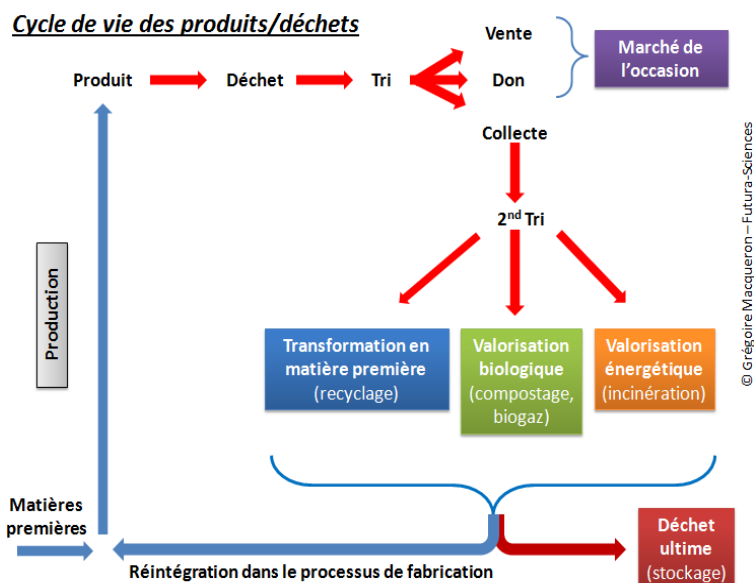 Cycle de vie des produits/déchets
Vente
Marché de
l'occasion
Produit
Déchet
Tri
Don
Collecte
2nd Tri
Production
Transformation en
matière première
(recyclage)
Valorisation
biologique
(compostage,
biogaz)
Valorisation
énergétique
(incinération)
Matières
premières
Réintégration dans le processus de fabrication
Déchet
ultime
(stockage)
© Grégoire Macqueron – Futura-Sciences